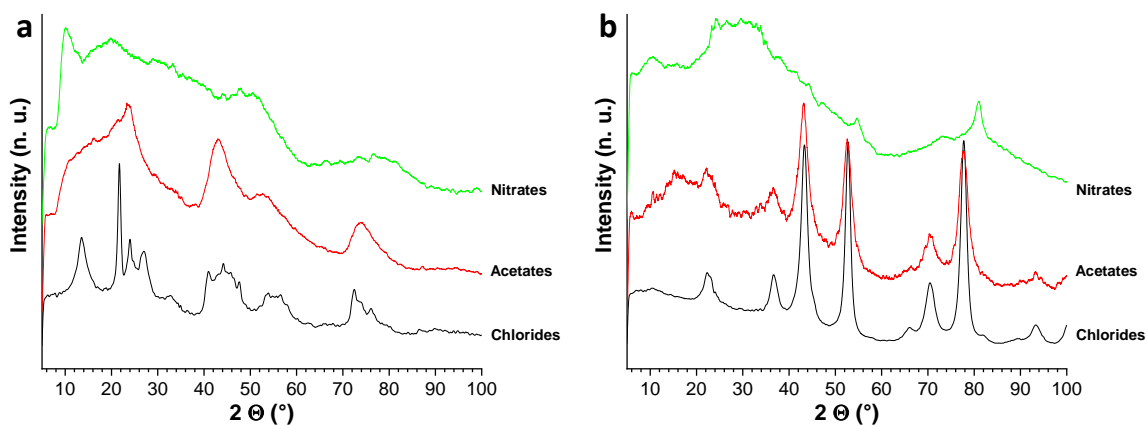 a
Intensity (n. u.)
Nitrates
Acetates
Chlorides
10 20 30 40 50 60 70 80 90 100
2 Θ (°)
b
Intensity (n. u.)
Nitrates
Acetates
Chlorides
10 20 30 40 50 60 70 80 90 100
2 Θ (°)